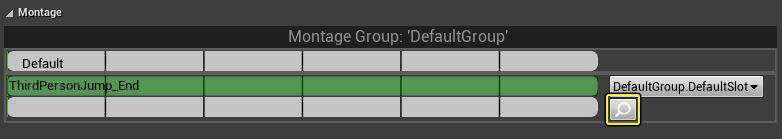 Montage
Montage Group: 'DefaultGroup'
Default
ThirdPersonJump_End
DefaultGroup.DefaultSlot